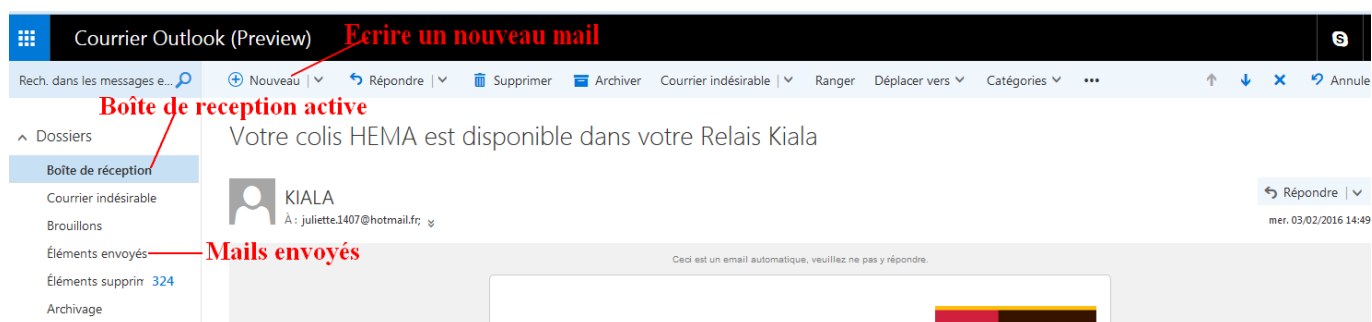 Courrier Outlook (Preview) Ecrire un nouveau mail
Rech. dans les messages e... Nouveau | Répondre | Supprimer Archiver Courrier indésirable | Ranger Déplacer vers Catégories ••• Annule
Boîte de reception active
Dossiers
Votre colis HEMA est disponible dans votre Relais Kiala
Boîte de réception
Courrier indésirable
KIALA
Répondre |
À : juliette.1407@hotmail.fr;
mer. 03/02/2016 14:49
Brouillons
Éléments envoyés
Mails envoyés
Ceci est un email automatique, veuillez ne pas y répondre.
Éléments supprin 324
Archivage